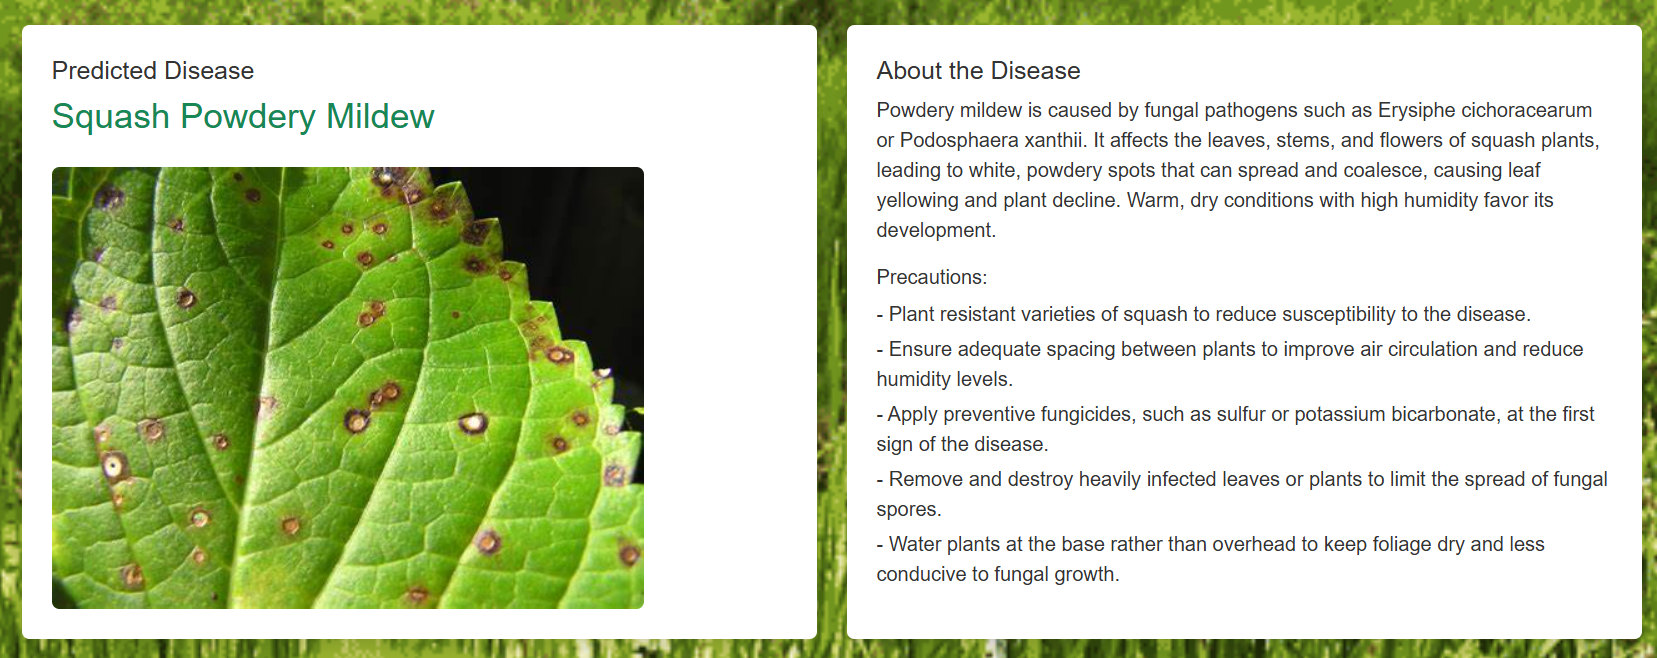 Predicted Disease
Squash Powdery Mildew
About the Disease
Powdery mildew is caused by fungal pathogens such as Erysiphe cichoracearum
or Podosphaera xanthii. It affects the leaves, stems, and flowers of squash plants,
leading to white, powdery spots that can spread and coalesce, causing leaf
yellowing and plant decline. Warm, dry conditions with high humidity favor its
development.
Precautions:
- Plant resistant varieties of squash to reduce susceptibility to the disease.
- Ensure adequate spacing between plants to improve air circulation and reduce
humidity levels.
- Apply preventive fungicides, such as sulfur or potassium bicarbonate, at the first
sign of the disease.
- Remove and destroy heavily infected leaves or plants to limit the spread of fungal
spores.
- Water plants at the base rather than overhead to keep foliage dry and less
conducive to fungal growth.